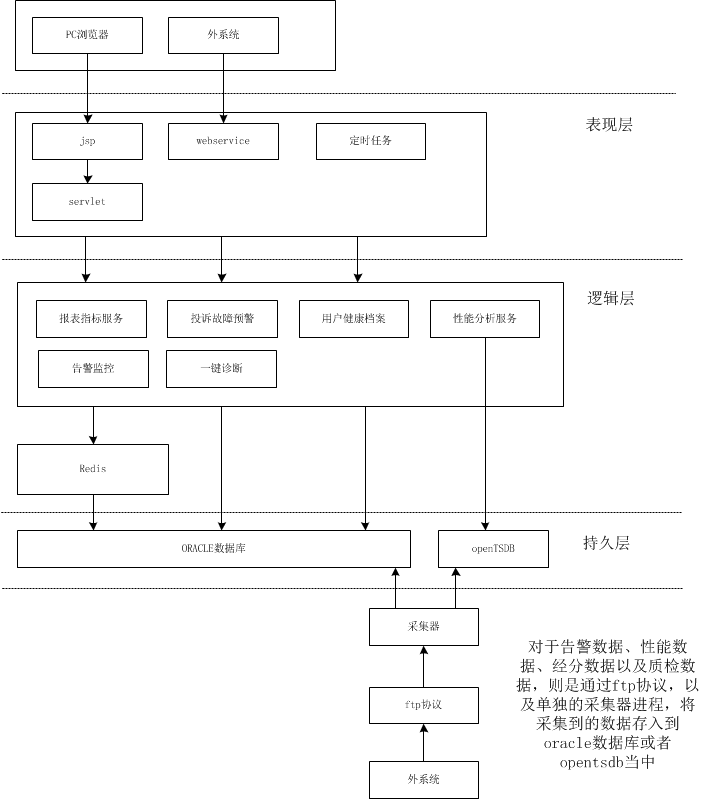 PC浏览器
外系统
表现层
jsp
webservice
定时任务
servlet
逻辑层
报表指标服务
投诉故障预警
用户健康档案
性能分析服务
告警监控
一键诊断
Redis
持久层
ORACLE数据库
openTSDB
采集器
ftp协议
外系统
对于告警数据、性能数
据、经分数据以及质检数
据，则是通过ftp协议，以
及单独的采集器进程，将
采集到的数据存入到
oracle数据库或者
opentsdb当中